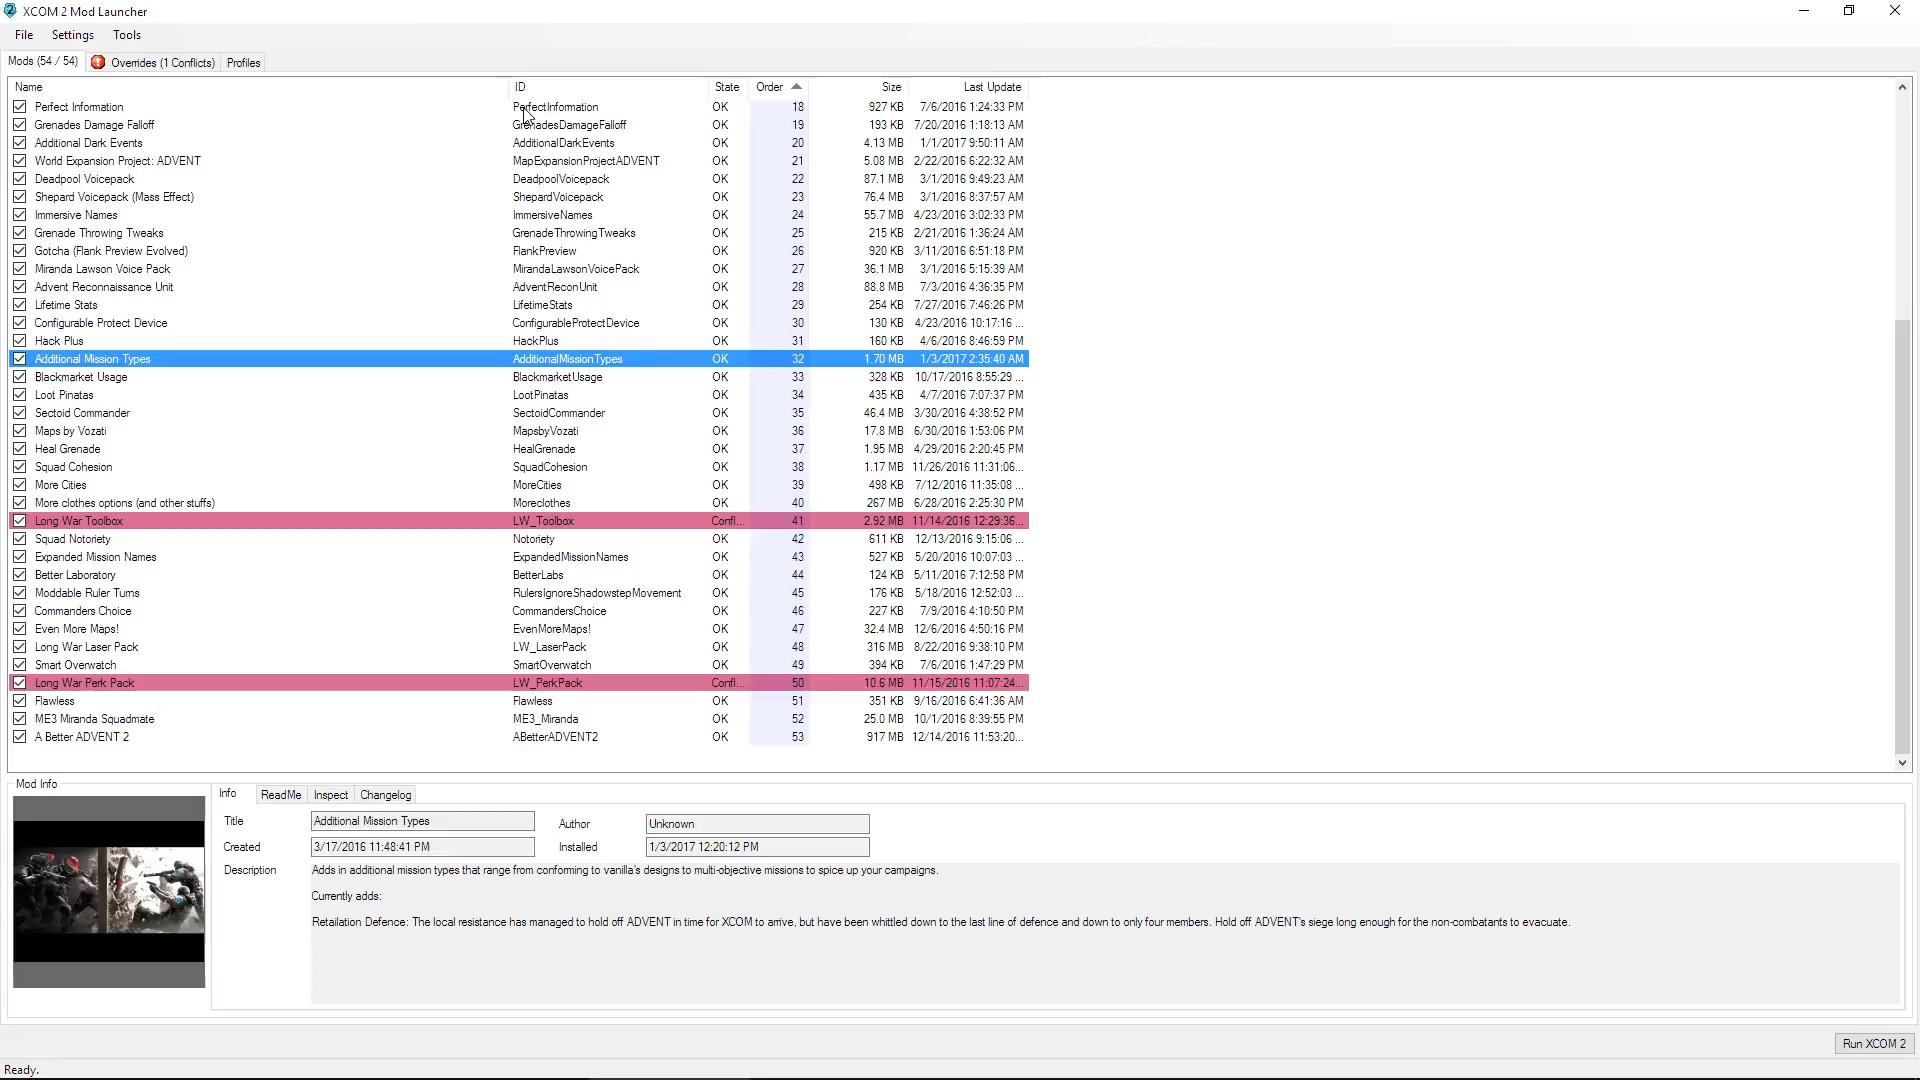 XCOM 2 Mod Launcher
File Settings Tools
Mods (54 / 54) Overrides (1 Conflicts) Profiles
Name ID State Order Size Last Update
Perfect Information PerfectInformation OK 18 927 KB 7/6/2016 1:24:33 PM
Grenades Damage Falloff GrenadesDamageFalloff OK 19 193 KB 7/20/2016 1:18:13 AM
Additional Dark Events AdditionalDarkEvents OK 20 4.13 MB 1/1/2017 9:50:11 AM
World Expansion Project: ADVENT MapExpansionProjectADVENT OK 21 5.08 MB 2/22/2016 6:22:32 AM
Deadpool Voicepack DeadpoolVoicepack OK 22 87.1 MB 3/1/2016 9:49:23 AM
Shepard Voicepack (Mass Effect) ShepardVoicepack OK 23 76.4 MB 3/1/2016 8:37:57 AM
Immersive Names ImmersiveNames OK 24 55.7 MB 4/23/2016 3:02:33 PM
Grenade Throwing Tweaks GrenadeThrowingTweaks OK 25 215 KB 2/21/2016 1:36:24 AM
Gotcha (Flank Preview Evolved) FlankPreview OK 26 920 KB 3/11/2016 6:51:18 PM
Miranda Lawson Voice Pack MirandaLawsonVoicePack OK 27 36.1 MB 3/1/2016 5:15:39 AM
Advent Reconnaissance Unit AdventReconUnit OK 28 88.8 MB 7/3/2016 4:36:35 PM
Lifetime Stats LifetimeStats OK 29 254 KB 7/27/2016 7:46:26 PM
Configurable Protect Device ConfigurableProtectDevice OK 30 130 KB 4/23/2016 10:17:16 ...
Hack Plus HackPlus OK 31 160 KB 4/6/2016 8:46:59 PM
Additional Mission Types AdditionalMissionTypes OK 32 1.70 MB 1/3/2017 2:35:40 AM
Blackmarket Usage BlackmarketUsage OK 33 328 KB 10/17/2016 8:55:29 ...
Loot Pinatas LootPinatas OK 34 435 KB 4/7/2016 7:07:37 PM
Sectoid Commander SectoidCommander OK 35 46.4 MB 3/30/2016 4:38:52 PM
Maps by Vozati MapsbyVozati OK 36 17.8 MB 6/30/2016 1:53:06 PM
Heal Grenade HealGrenade OK 37 1.95 MB 4/29/2016 2:20:45 PM
Squad Cohesion SquadCohesion OK 38 1.17 MB 11/26/2016 11:31:06...
More Cities MoreCities OK 39 498 KB 7/12/2016 11:35:08 ...
More clothes options (and other stuffs) Moreclothes OK 40 267 MB 6/28/2016 2:25:30 PM
Long War Toolbox LW_Toolbox Confl... 41 2.92 MB 11/14/2016 12:29:36...
Squad Notoriety Notoriety OK 42 611 KB 12/13/2016 9:15:06 ...
Expanded Mission Names ExpandedMissionNames OK 43 527 KB 5/20/2016 10:07:03 ...
Better Laboratory BetterLabs OK 44 124 KB 5/11/2016 7:12:58 PM
Moddable Ruler Turns RulersIgnoreShadowstepMovement OK 45 176 KB 5/18/2016 12:52:03 ...
Commanders Choice CommandersChoice OK 46 227 KB 7/9/2016 4:10:50 PM
Even More Maps! EvenMoreMaps! OK 47 32.4 MB 12/6/2016 4:50:16 PM
Long War Laser Pack LW_LaserPack OK 48 316 MB 8/22/2016 9:38:10 PM
Smart Overwatch SmartOverwatch OK 49 394 KB 7/6/2016 1:47:29 PM
Long War Perk Pack LW_PerkPack Confl... 50 10.6 MB 11/15/2016 11:07:24...
Flawless Flawless OK 51 351 KB 9/16/2016 6:41:36 AM
ME3 Miranda Squadmate ME3_Miranda OK 52 25.0 MB 10/1/2016 8:39:55 PM
A Better ADVENT 2 ABetterADVENT2 OK 53 917 MB 12/14/2016 11:53:20...
Mod Info
Info ReadMe Inspect Changelog
Title Additional Mission Types Author Unknown
Created 3/17/2016 11:48:41 PM Installed 1/3/2017 12:20:12 PM
Description Adds in additional mission types that range from conforming to vanilla's designs to multi-objective missions to spice up your campaigns.
Currently adds:
Retailation Defence: The local resistance has managed to hold off ADVENT in time for XCOM to arrive, but have been whittled down to the last line of defence and down to only four members. Hold off ADVENT's siege long enough for the non-combatants to evacuate.
Run XCOM 2
Ready.